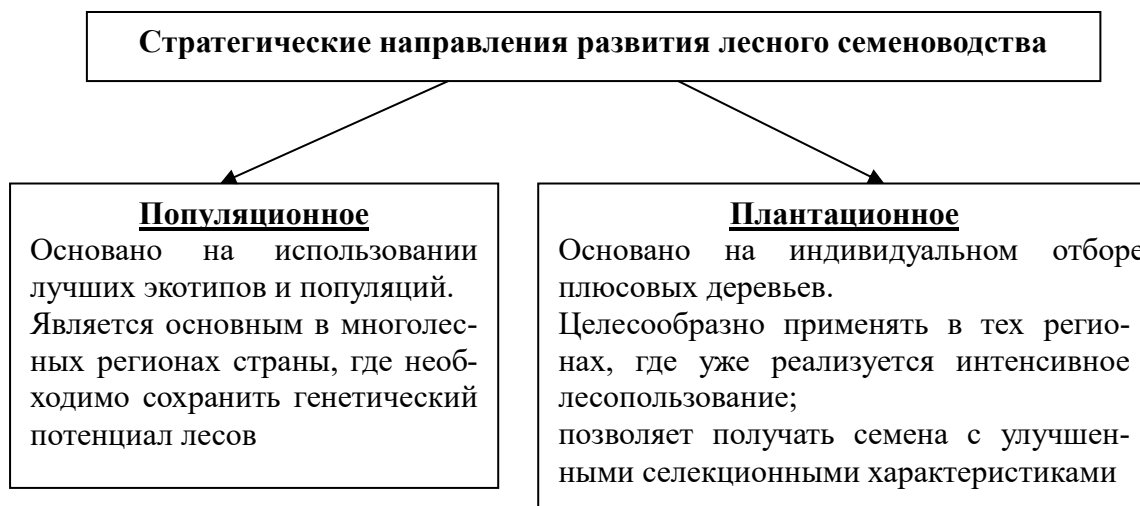 Стратегические направления развития лесного семеноводства
Популяционное
Основано на использовании
лучших экотипов и популяций.
Является основным в многолес-
ных регионах страны, где необ-
ходимо сохранить генетический
потенциал лесов
Плантационное
Основано на индивидуальном отборе
плюсовых деревьев.
Целесообразно применять в тех регио-
нах, где уже реализуется интенсивное
лесопользование;
позволяет получать семена с улучшен-
ными селекционными характеристиками